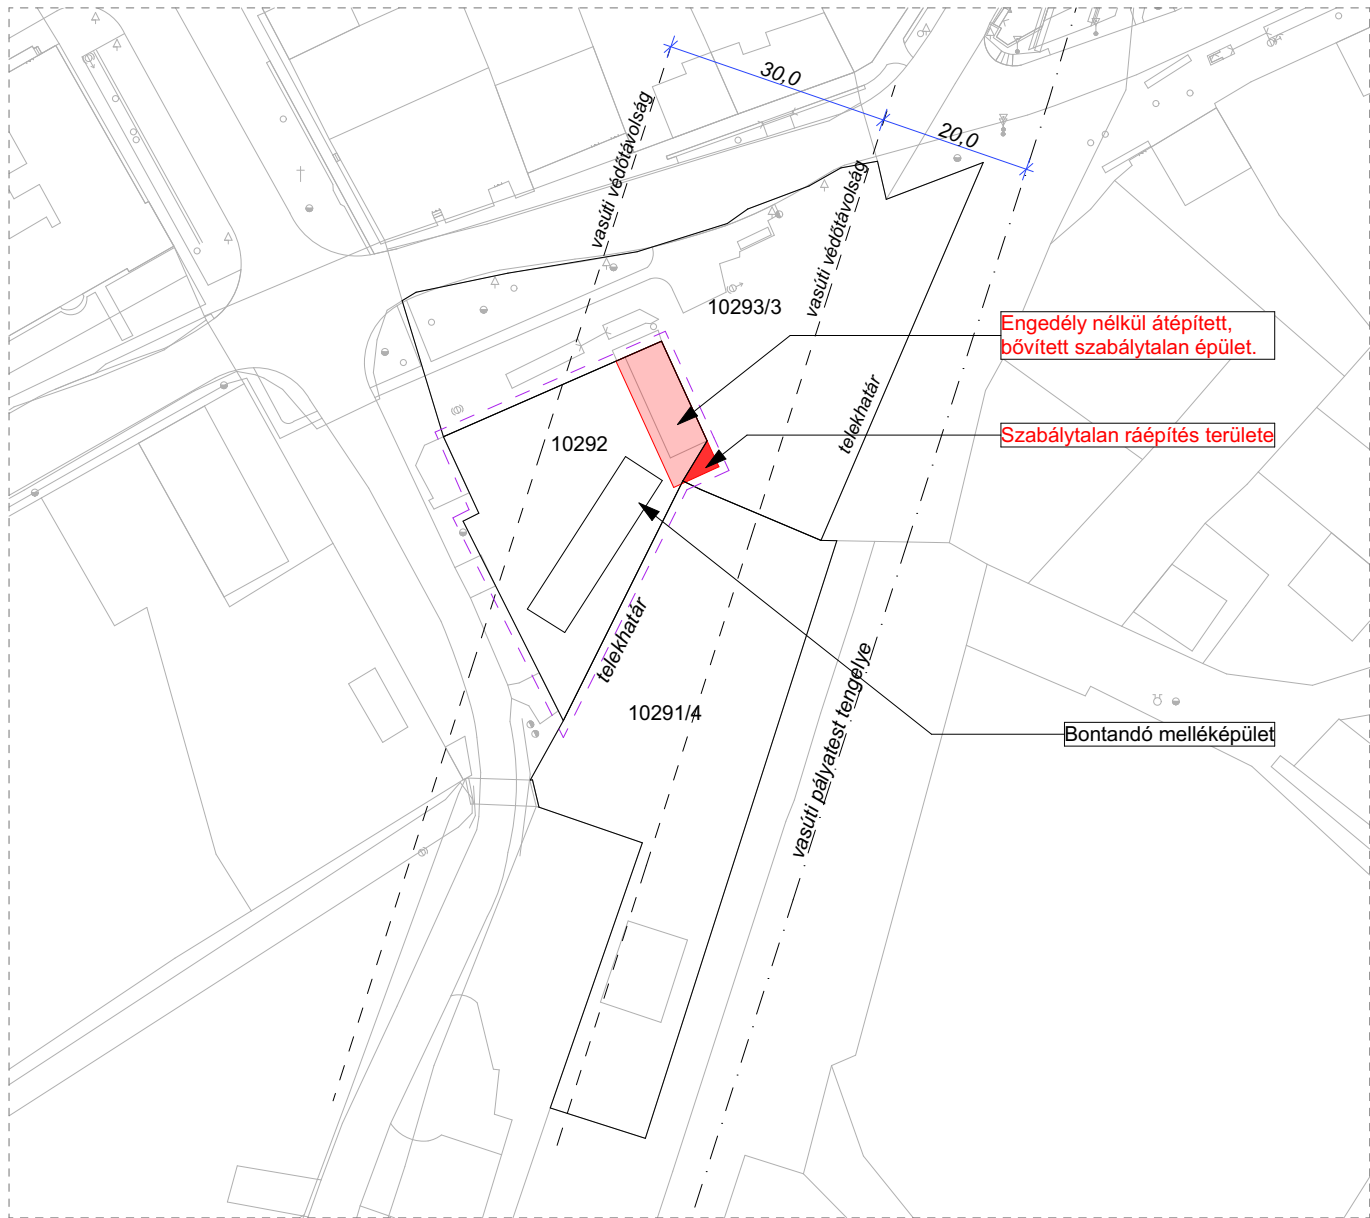 30,0
20,0
vasúti védőtávolság
vasúti védőtávolság
10293/3
Engedély nélkül átépített,
bővített szabálytalan épület.
telekhatár
10292
Szabálytalan ráépítés területe
telekhatár
10291/4
vasúti pályatest tengelye
Bontandó melléképület